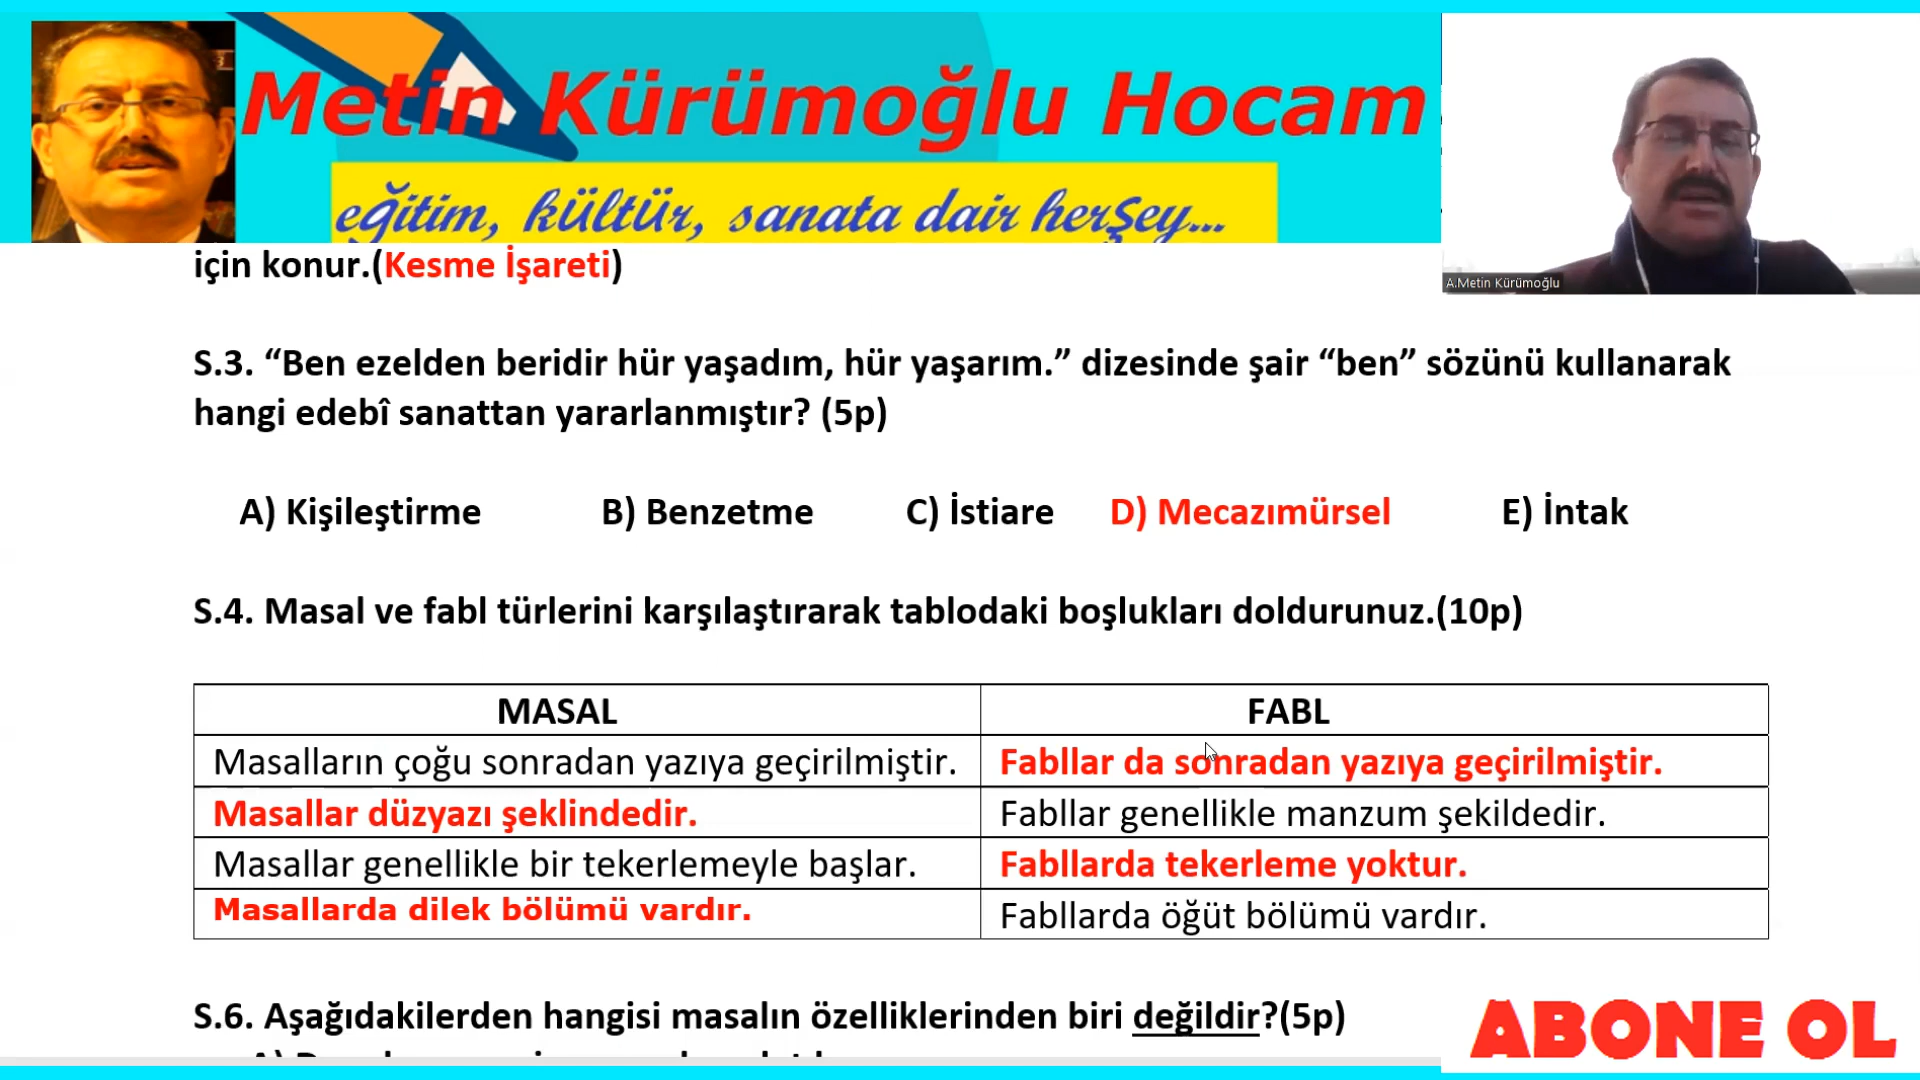 Metin Kürümoğlu Hocam
eğitim, kültür, sanata dair herşey...
A.Metin Kürümoğlu
için konur.(Kesme İşareti)
S.3. “Ben ezelden beridir hür yaşadım, hür yaşarım.” dizesinde şair “ben” sözünü kullanarak
hangi edebî sanattan yararlanmıştır? (5p)
A) Kişileştirme B) Benzetme C) İstiare D) Mecazımürsel E) İntak
S.4. Masal ve fabl türlerini karşılaştırarak tablodaki boşlukları doldurunuz.(10p)
MASAL FABL
Masalların çoğu sonradan yazıya geçirilmiştir. Fabllar da sonradan yazıya geçirilmiştir.
Masallar düzyazı şeklindedir. Fabllar genellikle manzum şekildedir.
Masallar genellikle bir tekerlemeyle başlar. Fabllarda tekerleme yoktur.
Masallarda dilek bölümü vardır. Fabllarda öğüt bölümü vardır.
S.6. Aşağıdakilerden hangisi masalın özelliklerinden biri değildir?(5p)
ABONE OL